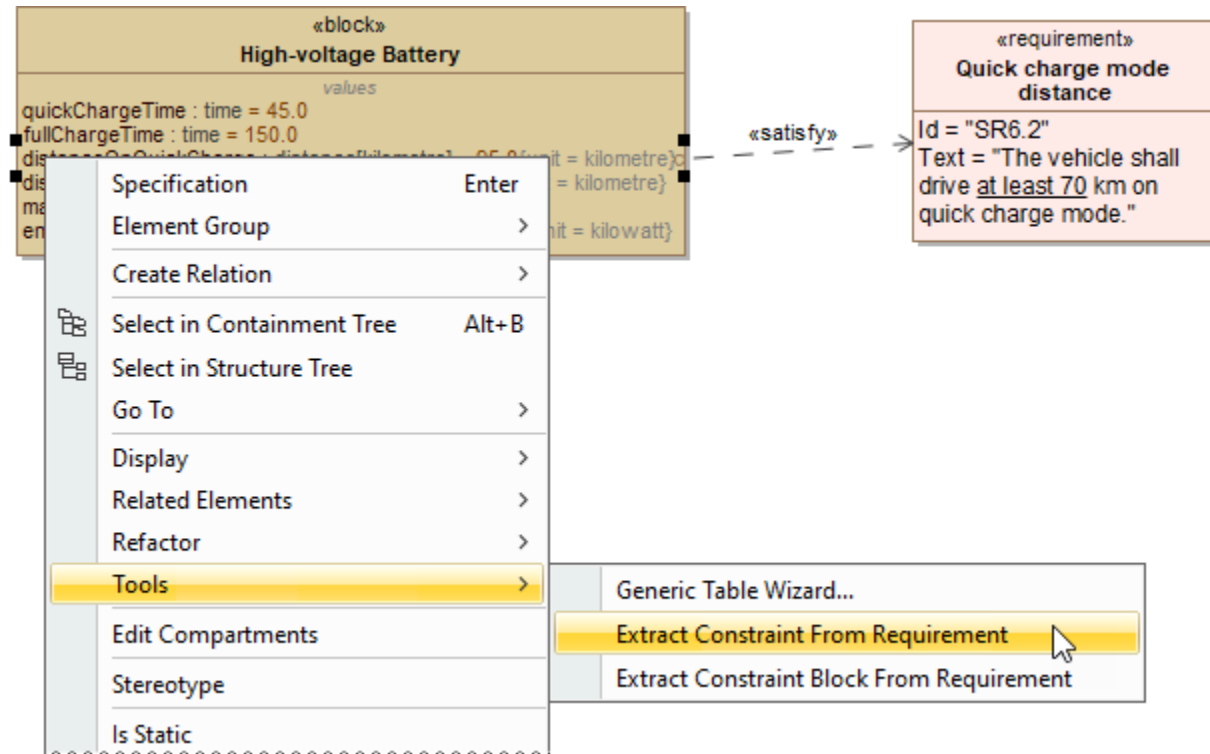 «block»
High-voltage Battery
values
quickChargeTime : time = 45.0
fullChargeTime : time = 150.0
= kilometre}
= kilowatt}
«satisfy»
«requirement»
Quick charge mode
distance
Id = "SR6.2"
Text = "The vehicle shall
drive at least 70 km on
quick charge mode."
Specification Enter
Element Group >
Create Relation >
Select in Containment Tree Alt+B
Select in Structure Tree
Go To >
Display >
Related Elements >
Refactor >
Tools >
Generic Table Wizard...
Extract Constraint From Requirement
Extract Constraint Block From Requirement
Edit Compartments
Stereotype
Is Static